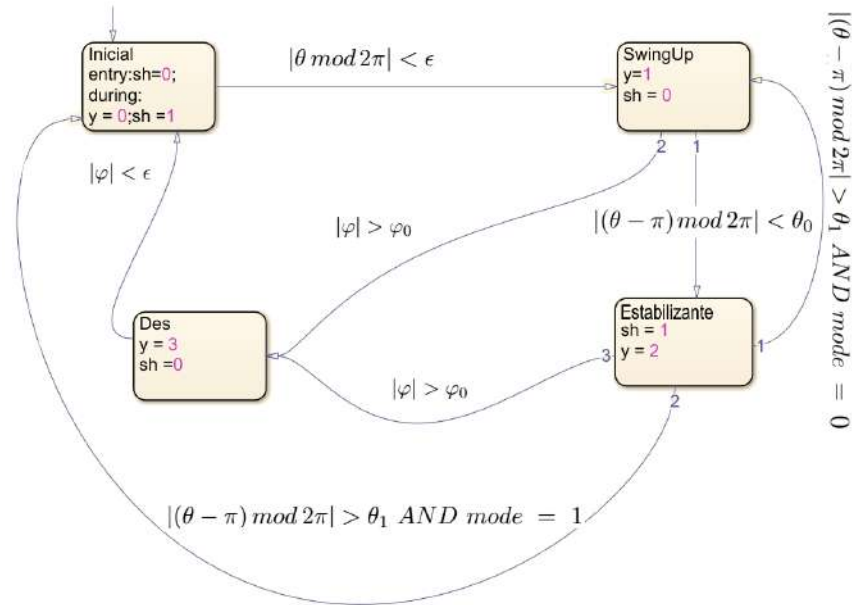 Inicial
entry:sh=0;
during:
y = 0;sh =1
|θ mod 2π| < ϵ
SwingUp
y=1
sh = 0
2
1
|(θ − π) mod 2π| > θ₁ AND mode = 0
|φ| < ϵ
|φ| > φ₀
|(θ − π) mod 2π| < θ₀
Des
y = 3
sh =0
Estabilizante
sh = 1
y = 2
3
1
2
|φ| > φ₀
|(θ − π) mod 2π| > θ₁ AND mode = 1